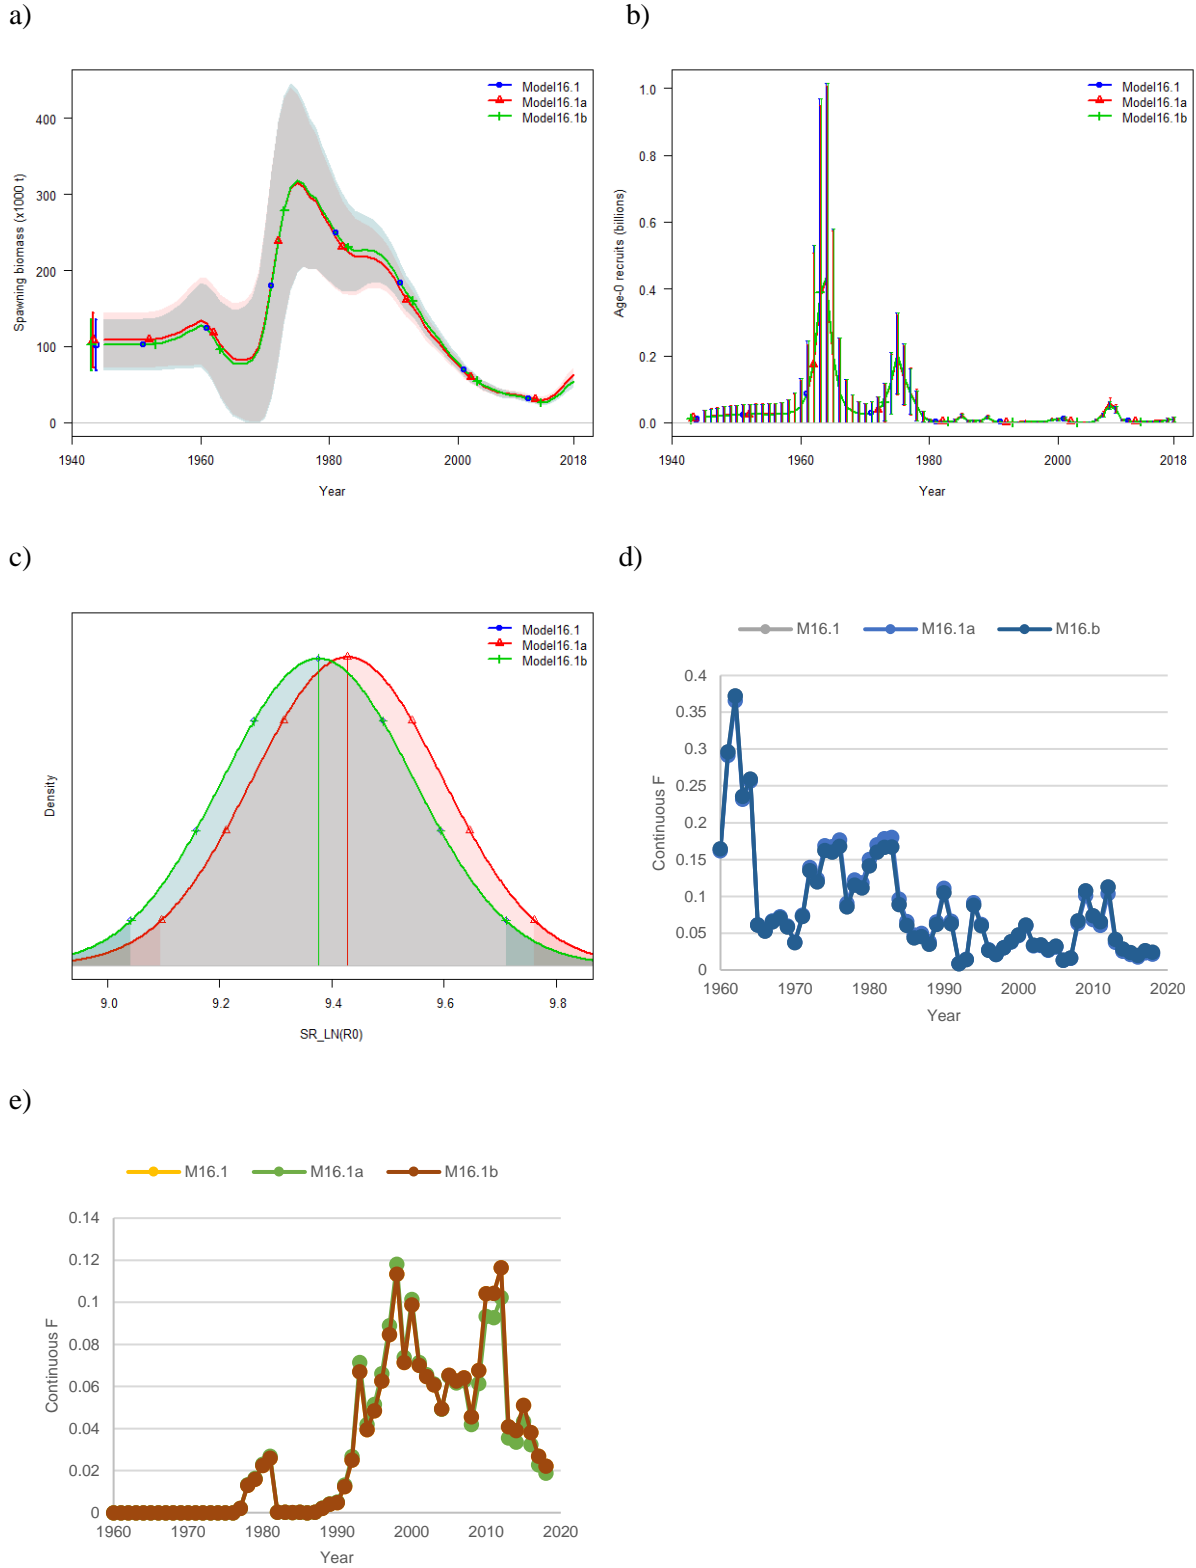 a)
Model16.1
Model16.1a
Model16.1b
400
300
200
100
0
Spawning biomass (x1000 t)
1940 1960 1980 2000 2018
Year
b)
Model16.1
Model16.1a
Model16.1b
1.0
0.8
0.6
0.4
0.2
0.0
Age-0 recruits (billions)
1940 1960 1980 2000 2018
Year
c)
Model16.1
Model16.1a
Model16.1b
Density
9.0 9.2 9.4 9.6 9.8
SR_LN(R0)
d)
M16.1 M16.1a M16.b
0.4
0.35
0.3
0.25
0.2
0.15
0.1
0.05
0
Continuous F
1960 1970 1980 1990 2000 2010 2020
Year
e)
M16.1 M16.1a M16.1b
0.14
0.12
0.1
0.08
0.06
0.04
0.02
0
Continuous F
1960 1970 1980 1990 2000 2010 2020
Year